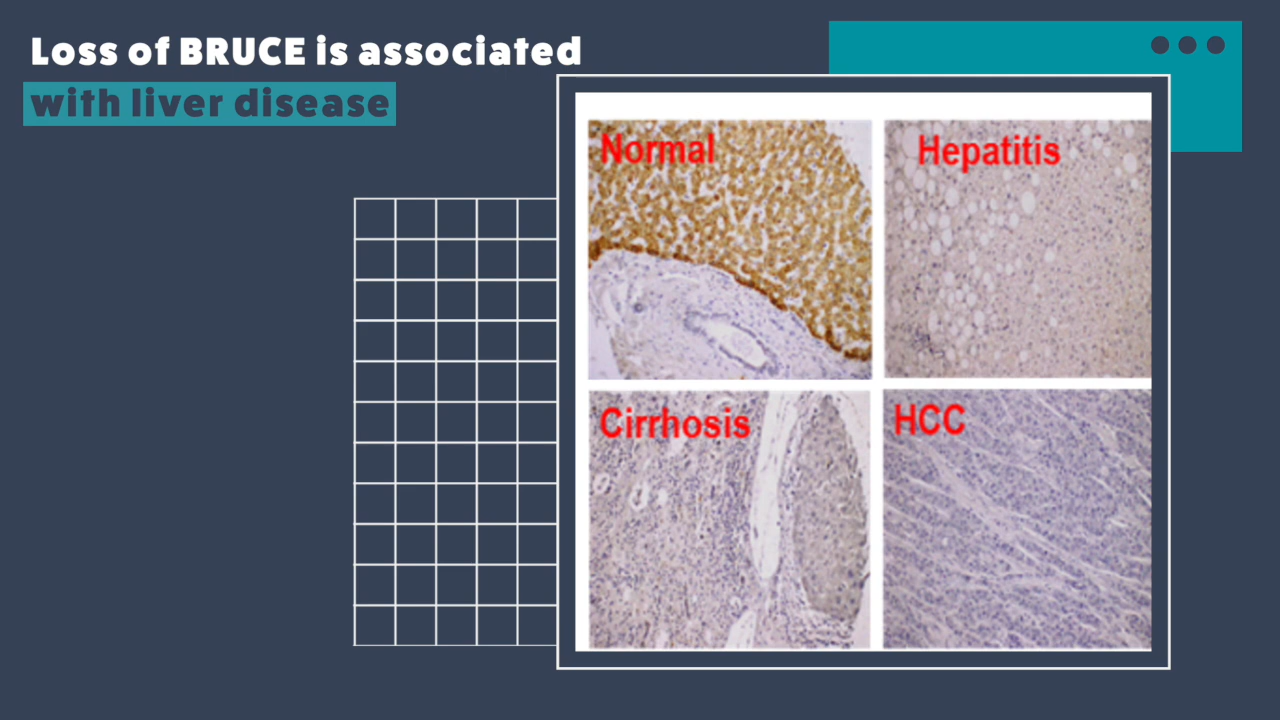 Loss of BRUCE is associated
with liver disease
Normal
Hepatitis
Cirrhosis
HCC